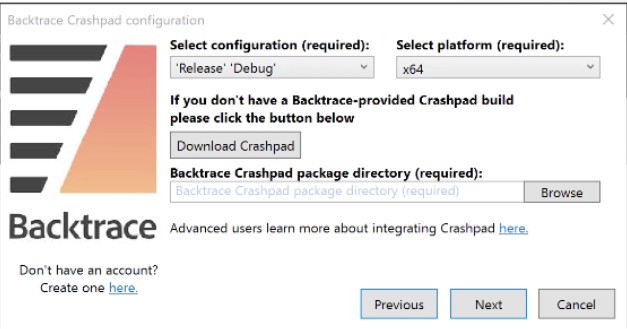 Backtrace Crashpad configuration
Select configuration (required): Select platform (required):
'Release' 'Debug' x64
If you don't have a Backtrace-provided Crashpad build
please click the button below
Download Crashpad
Backtrace Crashpad package directory (required):
Backtrace Crashpad package directory (required) Browse
Backtrace
Advanced users learn more about integrating Crashpad here.
Don't have an account?
Create one here.
Previous Next Cancel